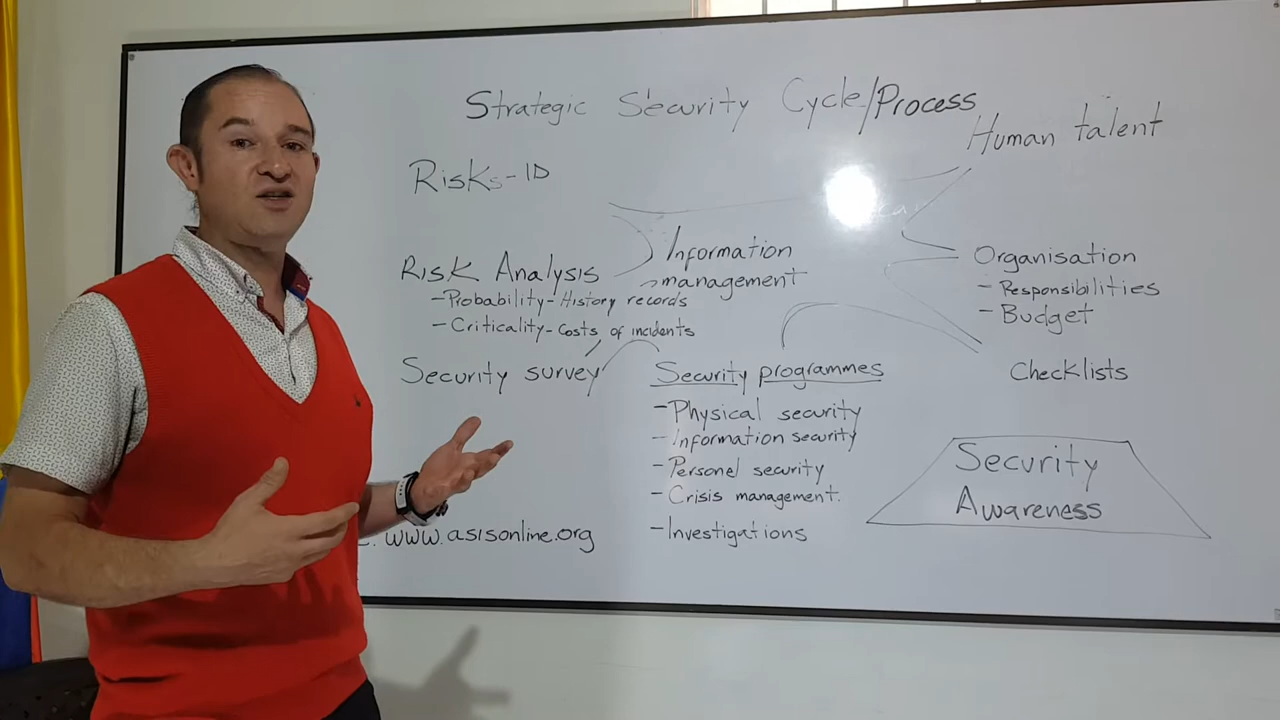 Strategic Security Cycle/Process
Human talent
Risks-ID
Information
management
Risk Analysis
-Probability-History records
-Criticality-Costs of incidents
Organisation
- Responsibilities
- Budget
Security survey
Security programmes
-Physical security
-Information security
-Personel security
-Crisis management.
-Investigations
Checklists
Security
Awareness
www.asisonline.org